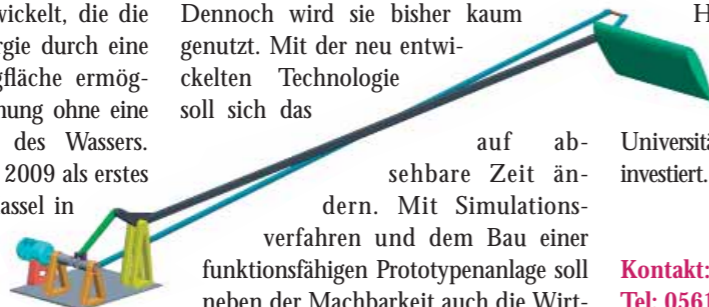 wickelt, die die
rgie durch eine
gfläche ermög-
nung ohne eine
des Wassers.
2009 als erstes
assel in
Dennoch wird sie bisher kaum
genutzt. Mit der neu entwi-
ckelten Technologie
soll sich das
auf ab-
sehbare Zeit än-
dern. Mit Simulations-
verfahren und dem Bau einer
funktionsfähigen Prototypenanlage soll
neben der Machbarkeit auch die Wirt-
H
Universitä
investiert.
Kontakt:
Tel: 0561